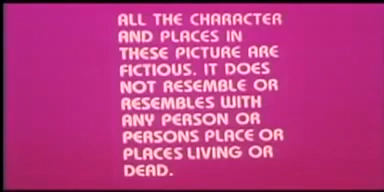 ALL THE CHARACTER
AND PLACES IN
THESE PICTURE ARE
FICTIOUS. IT DOES
NOT RESEMBLE OR
RESEMBLES WITH
ANY PERSON OR
PERSONS PLACE OR
PLACES LIVING OR
DEAD.